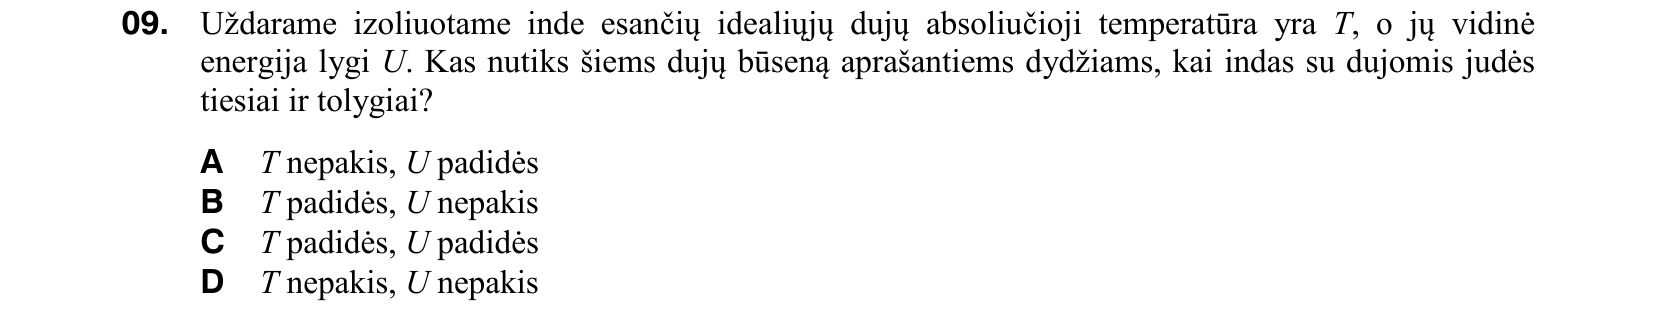 09. Uždarame izoliuotame inde esančių idealiųjų dujų absoliučioji temperatūra yra T, o jų vidinė
energija lygi U. Kas nutiks šiems dujų būseną aprašantiems dydžiams, kai indas su dujomis judės
tiesiai ir tolygiai?
A T nepakis, U padidės
B T padidės, U nepakis
C T padidės, U padidės
D T nepakis, U nepakis